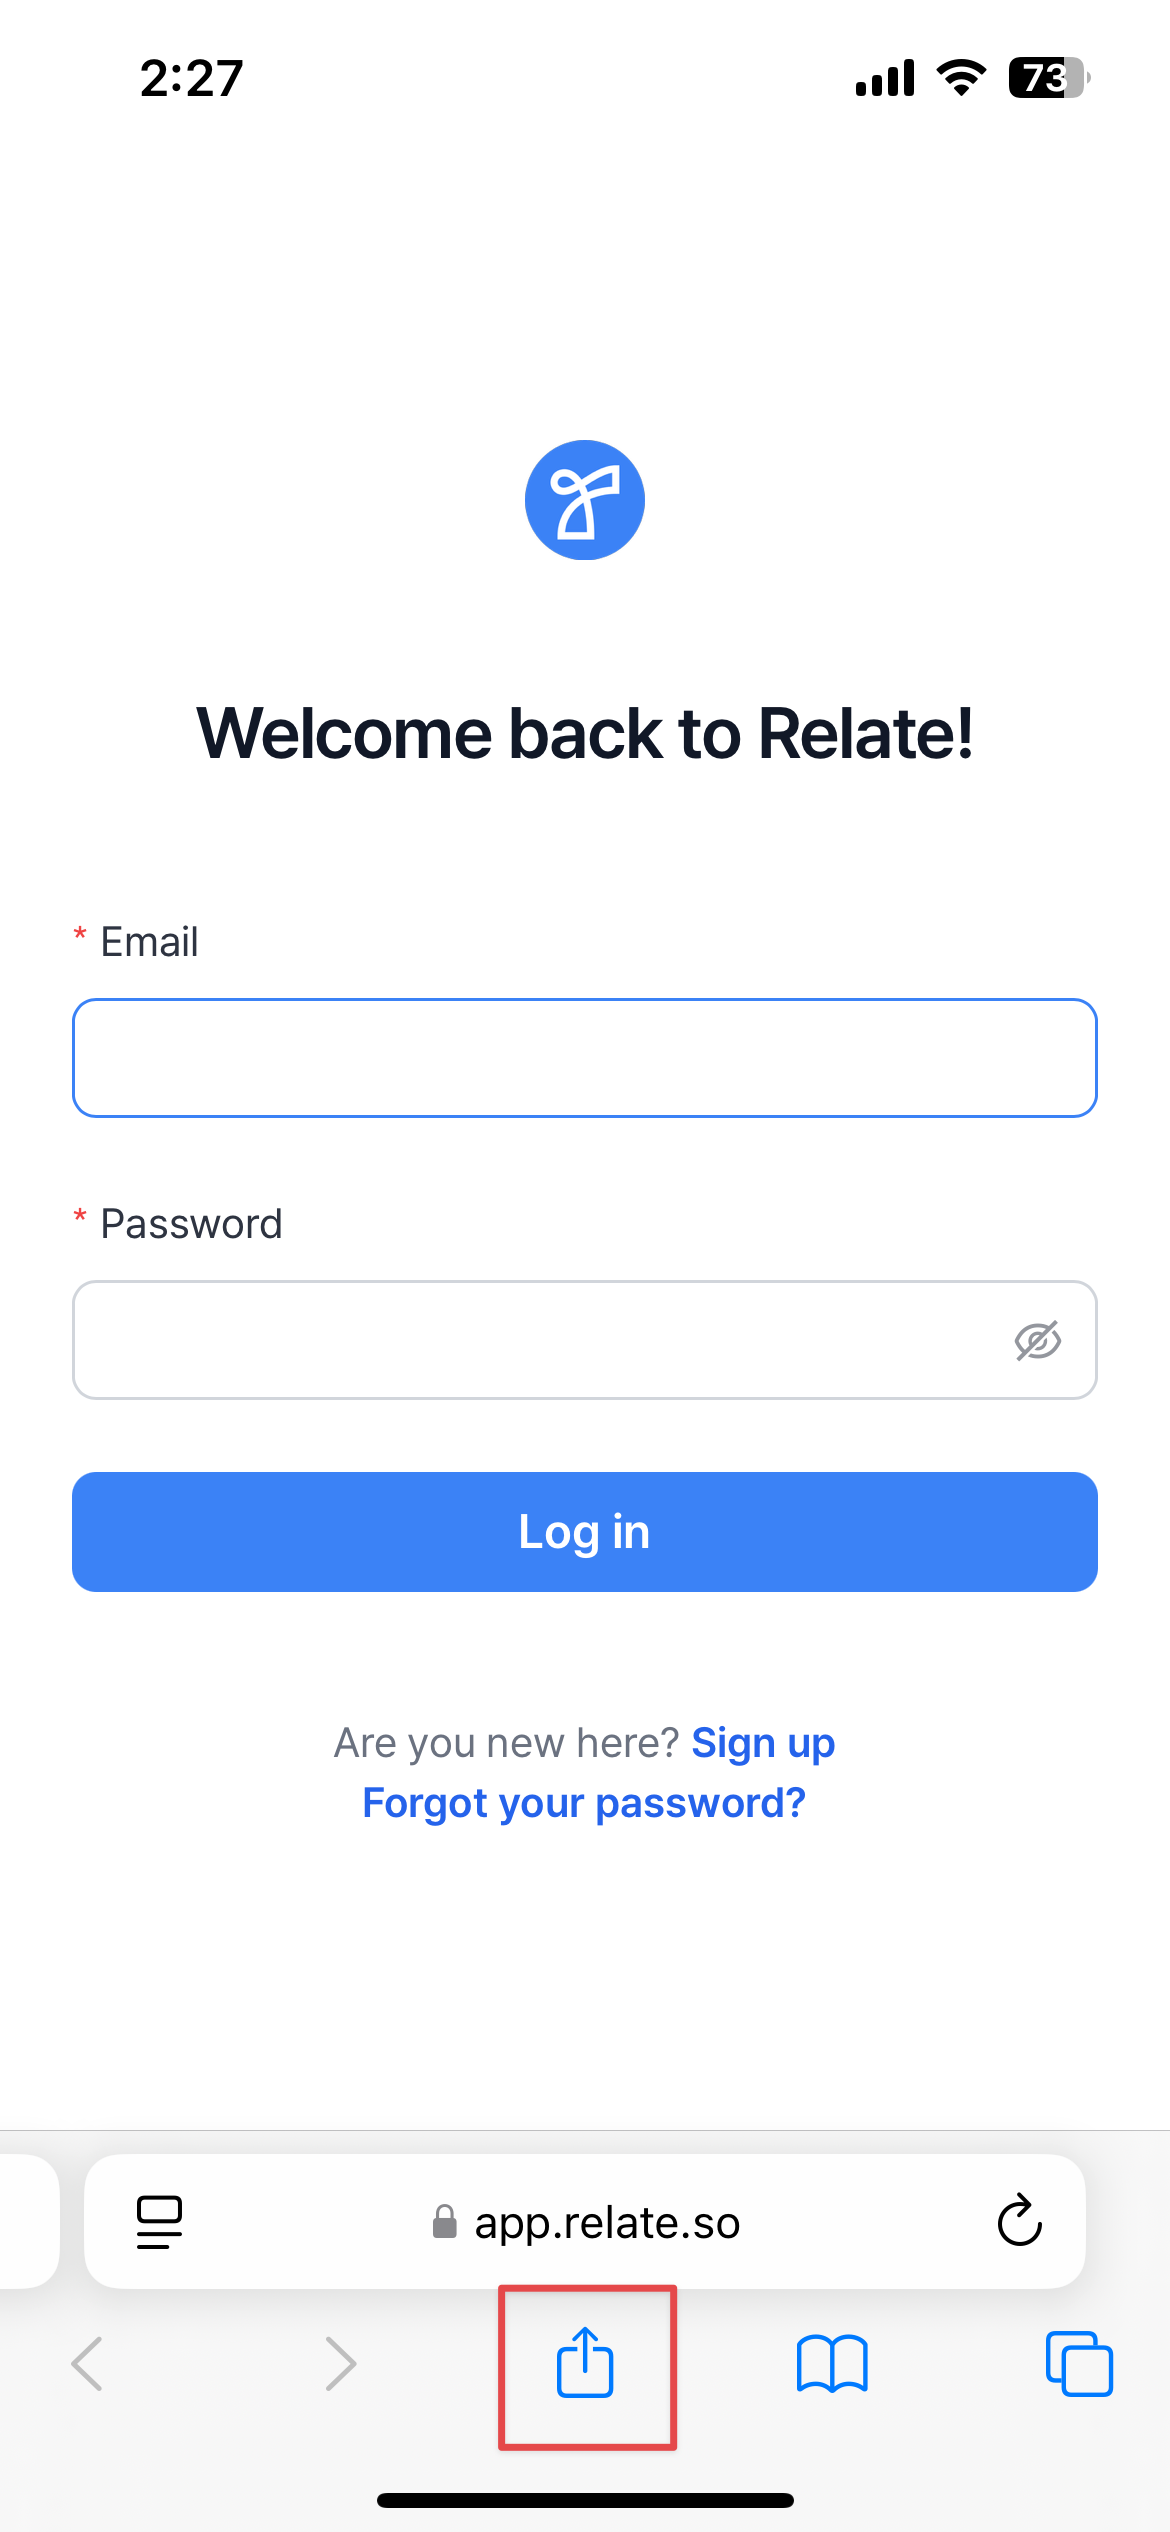 2:27
73
Welcome back to Relate!
* Email
* Password
Log in
Are you new here? Sign up
Forgot your password?
app.relate.so